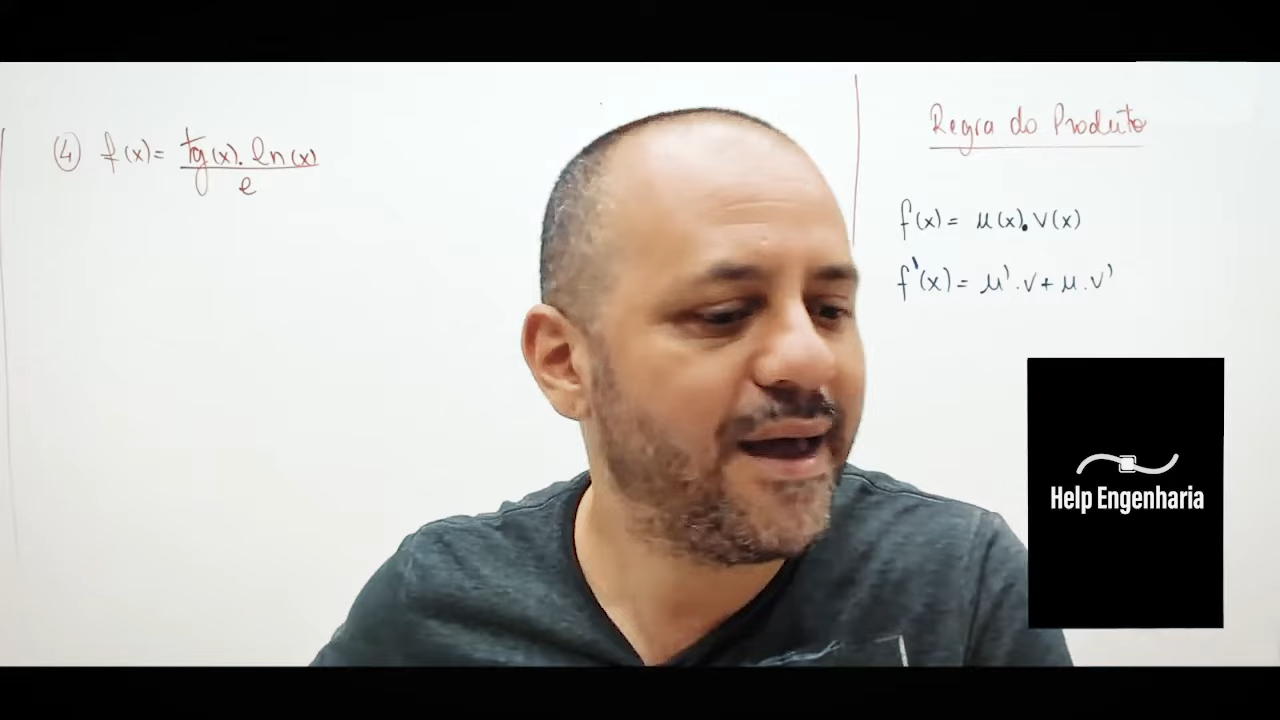 ④ f(x) = tg(x). ln(x)
e
Regra do Produto
f(x) = μ(x).v(x)
f'(x) = μ'.v + μ.v'
Help Engenharia